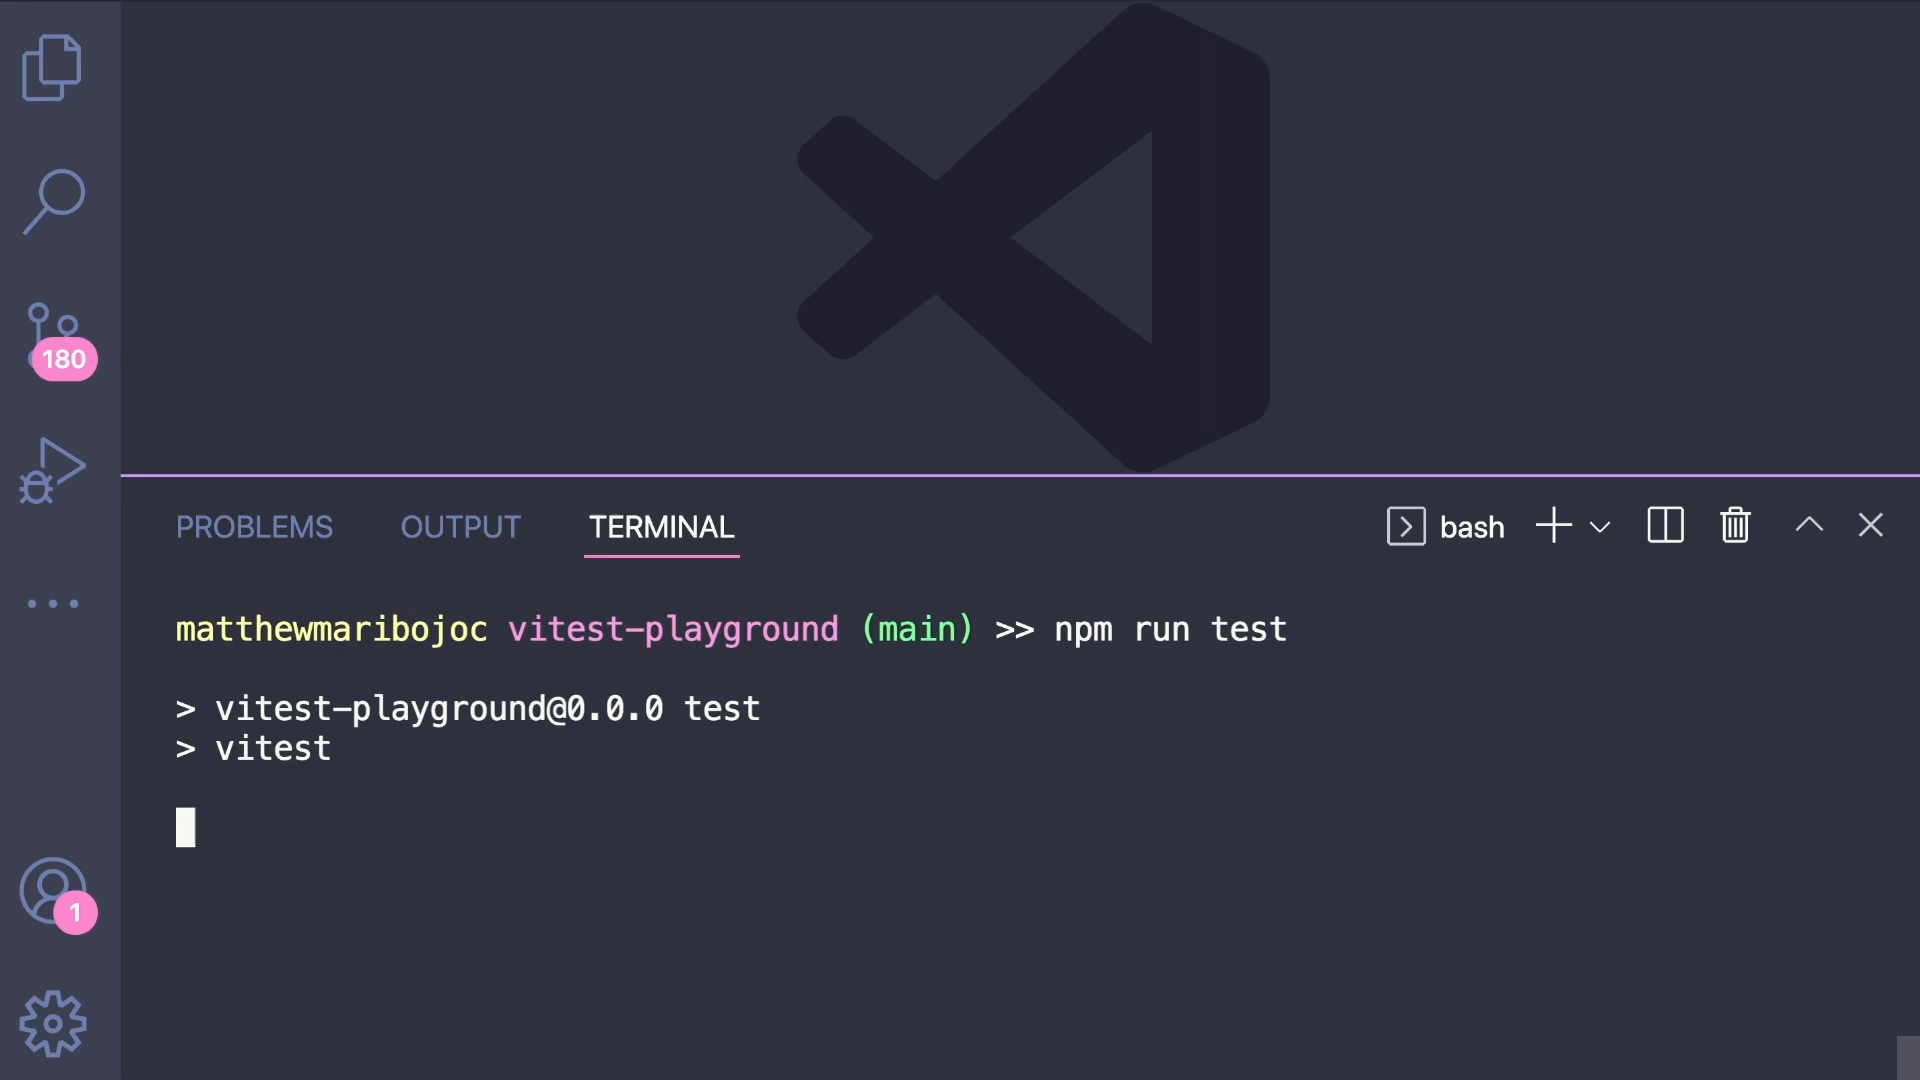 180
PROBLEMS OUTPUT TERMINAL bash
matthewmaribojoc vitest-playground (main) >> npm run test
> vitest-playground@0.0.0 test
> vitest
1